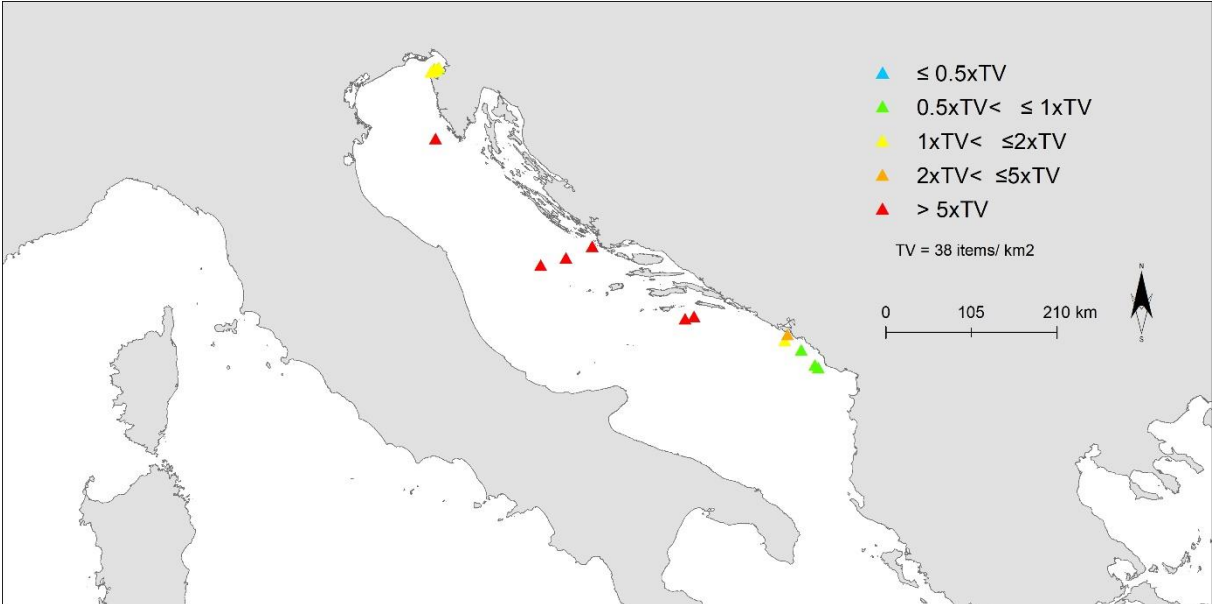 ≤ 0.5xTV
0.5xTV< ≤ 1xTV
1xTV< ≤2xTV
2xTV< ≤5xTV
> 5xTV
TV = 38 items/ km2
N
0 105 210 km
S